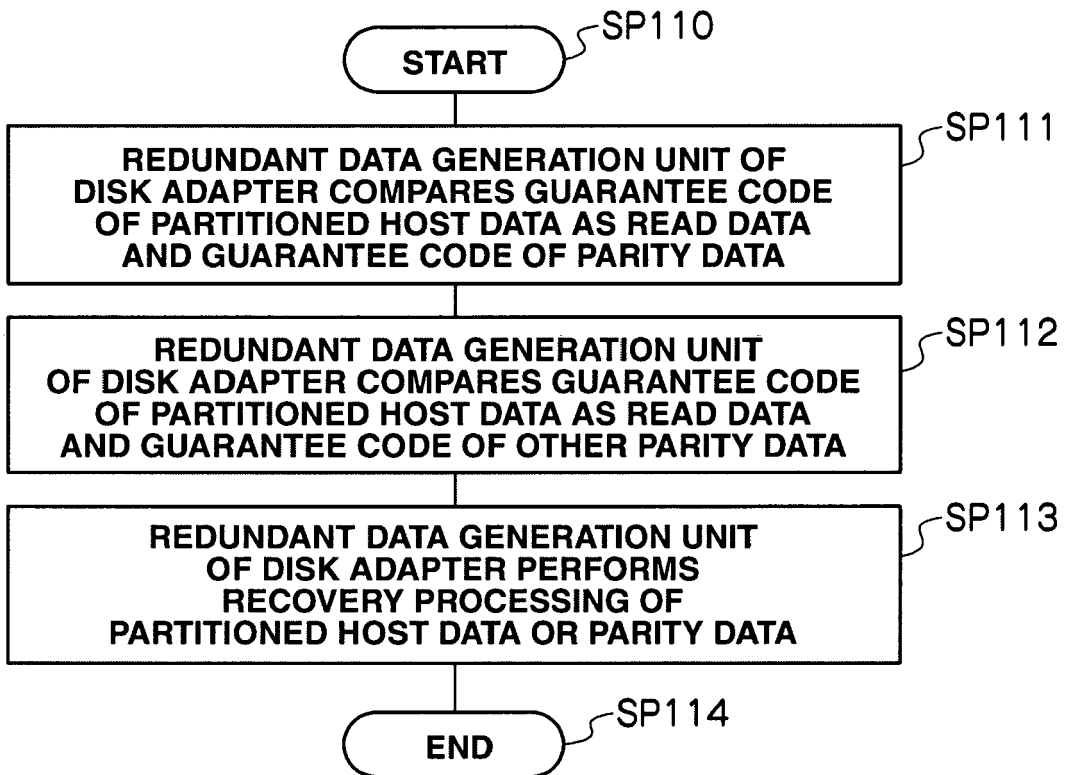 SP110
START
SP111
REDUNDANT DATA GENERATION UNIT OF
DISK ADAPTER COMPARES GUARANTEE CODE
OF PARTITIONED HOST DATA AS READ DATA
AND GUARANTEE CODE OF PARITY DATA
SP112
REDUNDANT DATA GENERATION UNIT
OF DISK ADAPTER COMPARES GUARANTEE CODE
OF PARTITIONED HOST DATA AS READ DATA
AND GUARANTEE CODE OF OTHER PARITY DATA
SP113
REDUNDANT DATA GENERATION UNIT
OF DISK ADAPTER PERFORMS
RECOVERY PROCESSING OF
PARTITIONED HOST DATA OR PARITY DATA
SP114
END